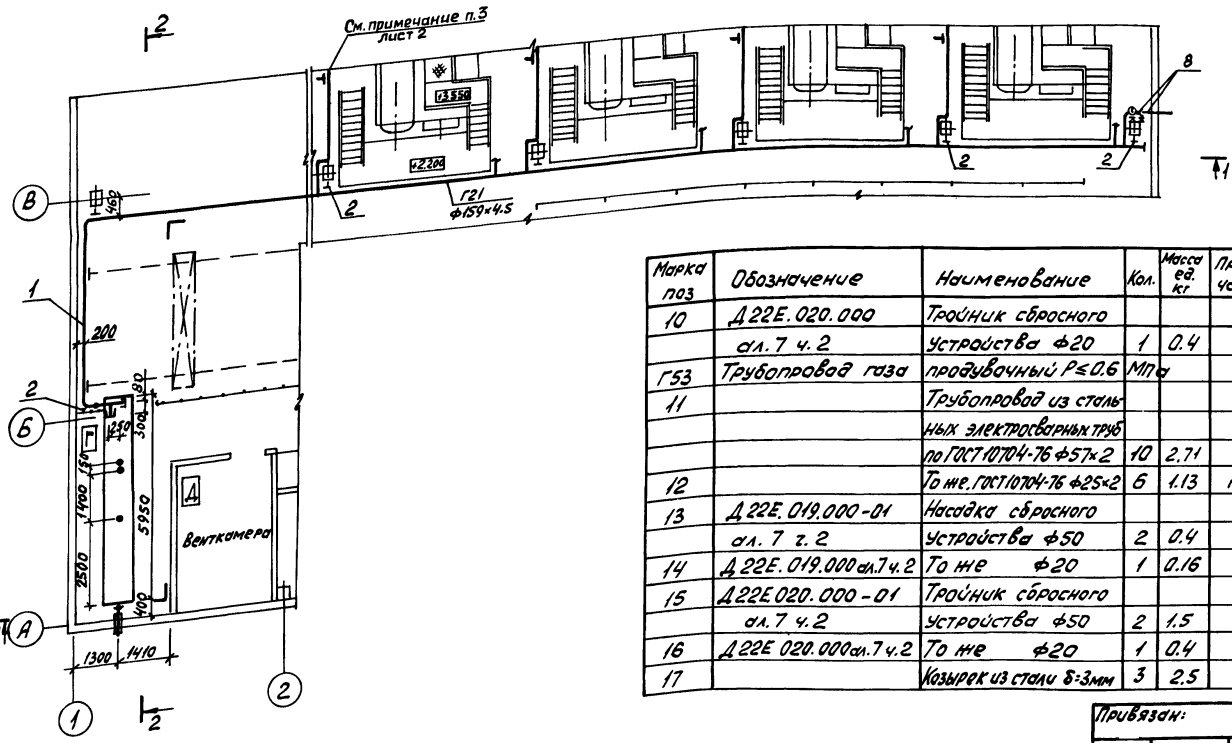 2
См. примечание п.3
лист 2
+3.550
+2.200
8
2
2
1
2
Г21
ф159×4.5
В
460
1
200
2
Б
180
300
250
Г
150
1400
5950
2500
400
Д
Венткамера
А
1300
1410
1
2
2
Марка поз
Обозначение
Наименование
Кол.
Масса ед. кг
10 Д22Е.020.000 Тройник сбросного
ал. 7 ч. 2 устройства ф20 1 0.4
Г53 Трубопровод газа продувочный Р≤0.6 МПа
11 Трубопровод из сталь-
ных электросварных труб
по ГОСТ 10704-76 ф57×2 10 2.71
12 То же, ГОСТ 10704-76 ф25×2 6 1.13
13 Д22Е.019.000-01 Насадка сбросного
ал. 7 г. 2 устройства ф50 2 0.4
14 Д22Е.019.000 ал.7 ч.2 То же ф20 1 0.16
15 Д22Е020.000-01 Тройник сбросного
ал. 7 ч. 2 устройства ф50 2 1.5
16 Д22Е 020.000 ал.7 ч.2 То же ф20 1 0.4
17 Козырек из стали δ=3мм 3 2.5
Привязан: